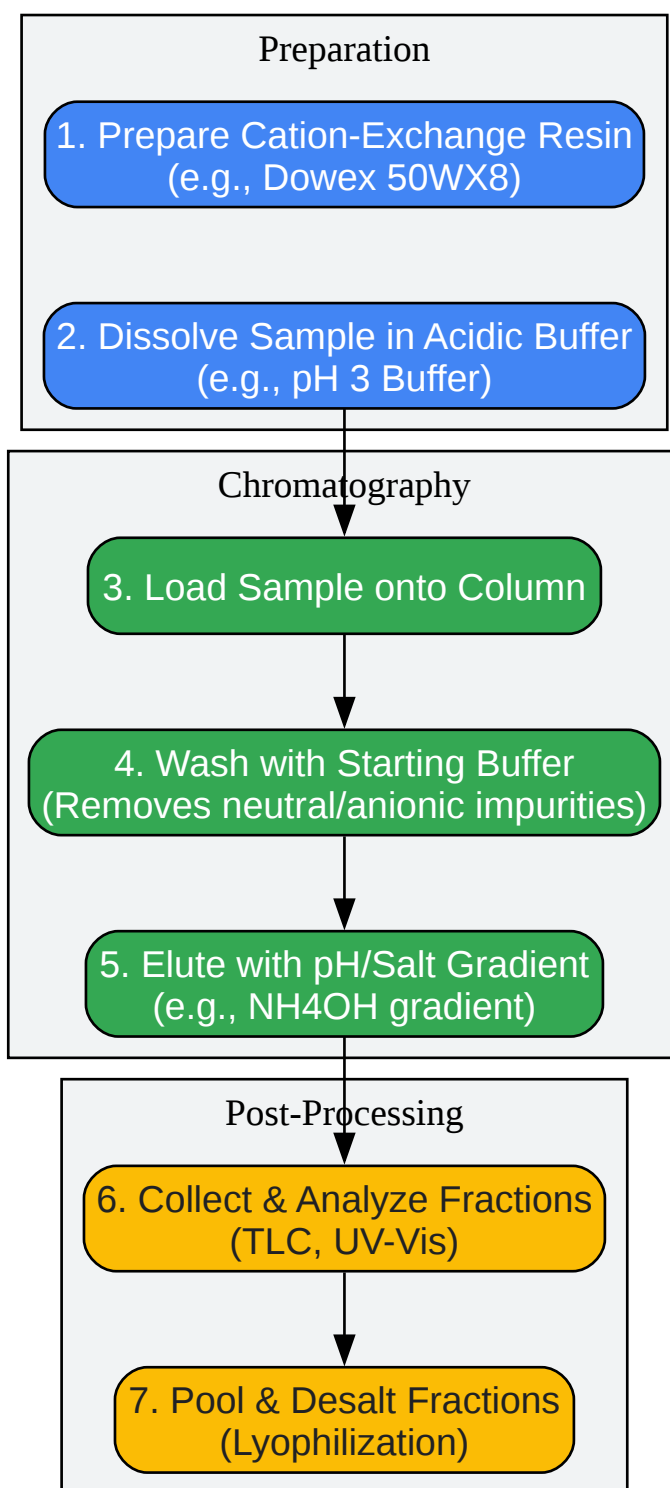 Preparation
1. Prepare Cation-Exchange Resin
(e.g., Dowex 50WX8)
2. Dissolve Sample in Acidic Buffer
(e.g., pH 3 Buffer)
Chromatography
3. Load Sample onto Column
4. Wash with Starting Buffer
(Removes neutral/anionic impurities)
5. Elute with pH/Salt Gradient
(e.g., NH4OH gradient)
Post-Processing
6. Collect & Analyze Fractions
(TLC, UV-Vis)
7. Pool & Desalt Fractions
(Lyophilization)